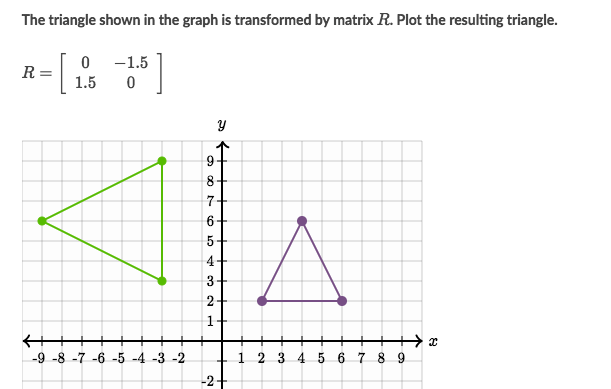 The triangle shown in the graph is transformed by matrix R. Plot the resulting triangle.
R = [ 0 −1.5
1.5 0 ]
y
9
8
7
6
5
4
3
2
1
x
-9 -8 -7 -6 -5 -4 -3 -2 1 2 3 4 5 6 7 8 9
-2